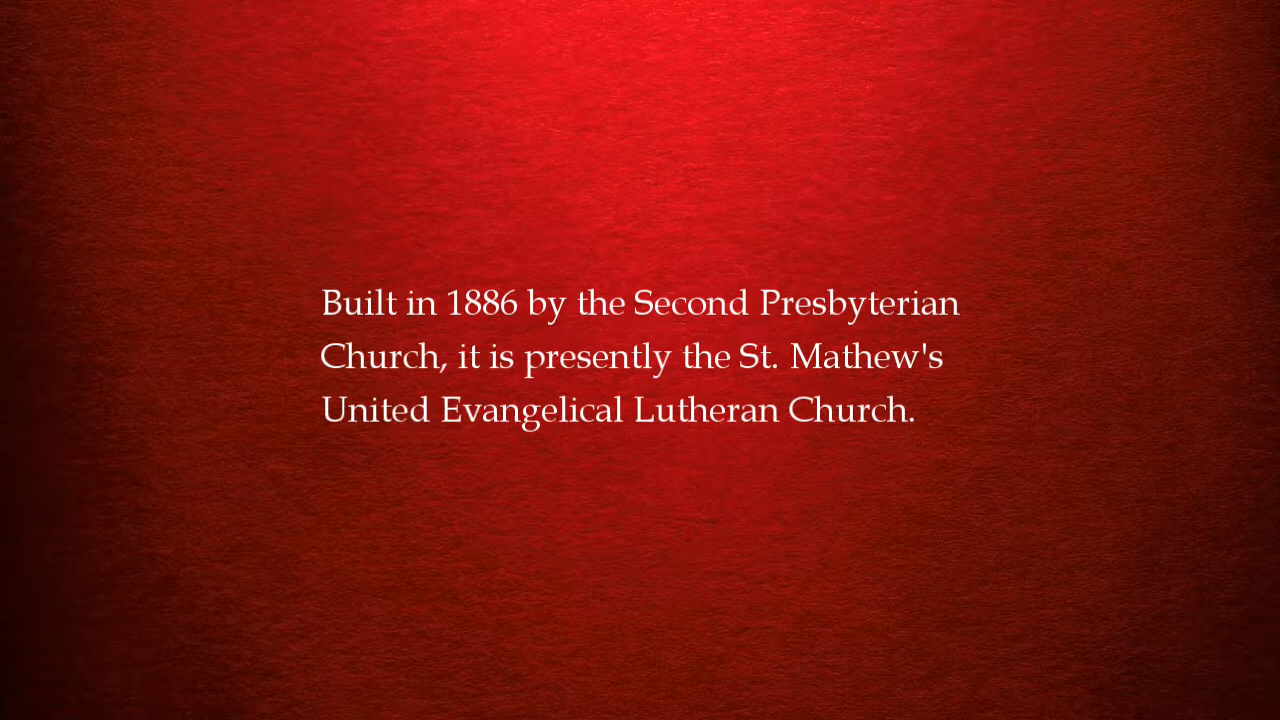 Built in 1886 by the Second Presbyterian
Church, it is presently the St. Mathew's
United Evangelical Lutheran Church.